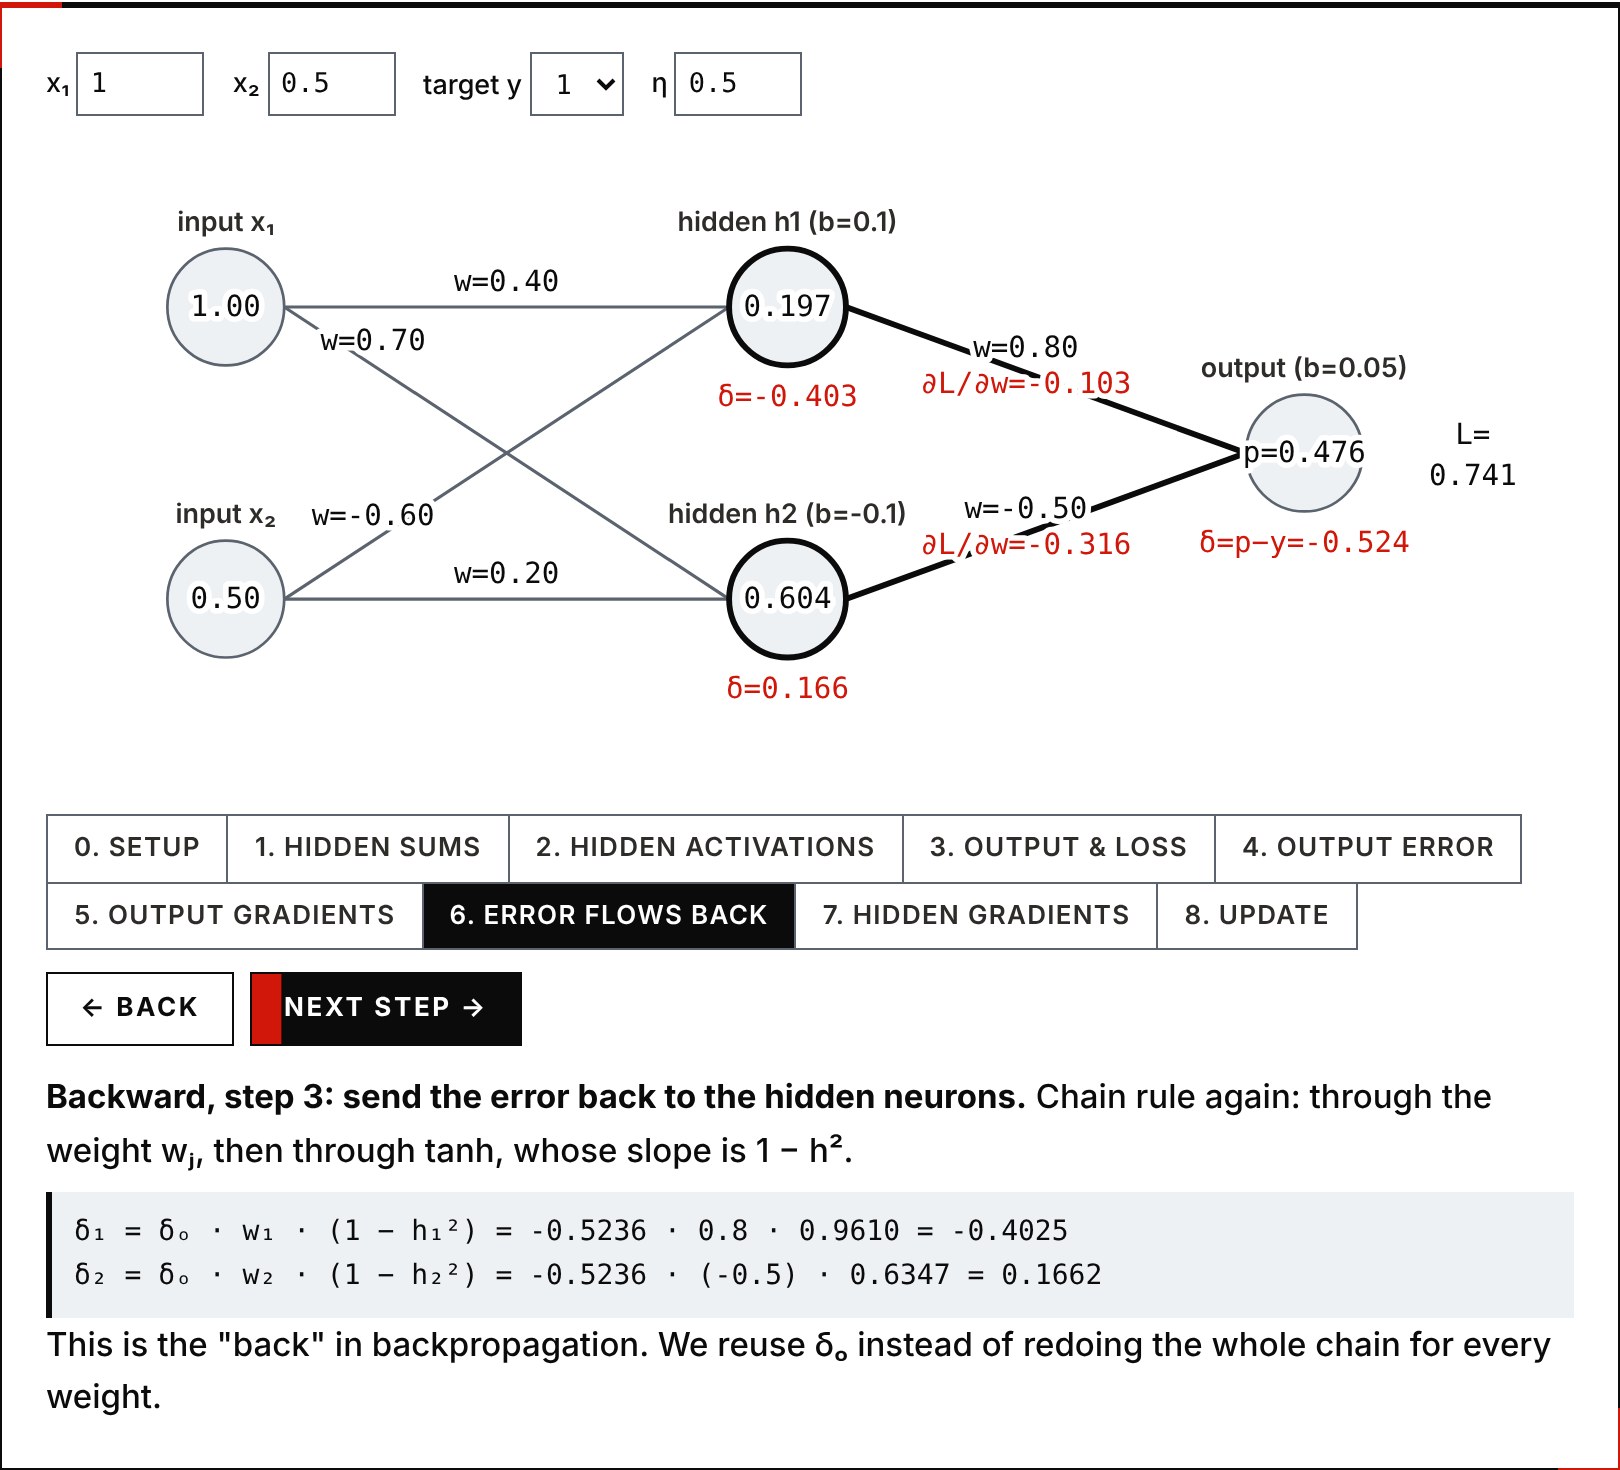 x₁ 1 x₂ 0.5 target y 1 η 0.5
input x₁
hidden h1 (b=0.1)
w=0.40
1.00
0.197
w=0.70
w=0.80
output (b=0.05)
∂L/∂w=-0.103
δ=-0.403
p=0.476
L=
0.741
input x₂
w=-0.60
hidden h2 (b=-0.1)
w=-0.50
∂L/∂w=-0.316
δ=p−y=-0.524
w=0.20
0.50
0.604
δ=0.166
0. SETUP 1. HIDDEN SUMS 2. HIDDEN ACTIVATIONS 3. OUTPUT & LOSS 4. OUTPUT ERROR
5. OUTPUT GRADIENTS 6. ERROR FLOWS BACK 7. HIDDEN GRADIENTS 8. UPDATE
← BACK NEXT STEP →
Backward, step 3: send the error back to the hidden neurons. Chain rule again: through the
weight wⱼ, then through tanh, whose slope is 1 − h².
δ₁ = δₒ · w₁ · (1 − h₁²) = -0.5236 · 0.8 · 0.9610 = -0.4025
δ₂ = δₒ · w₂ · (1 − h₂²) = -0.5236 · (-0.5) · 0.6347 = 0.1662
This is the "back" in backpropagation. We reuse δₒ instead of redoing the whole chain for every
weight.